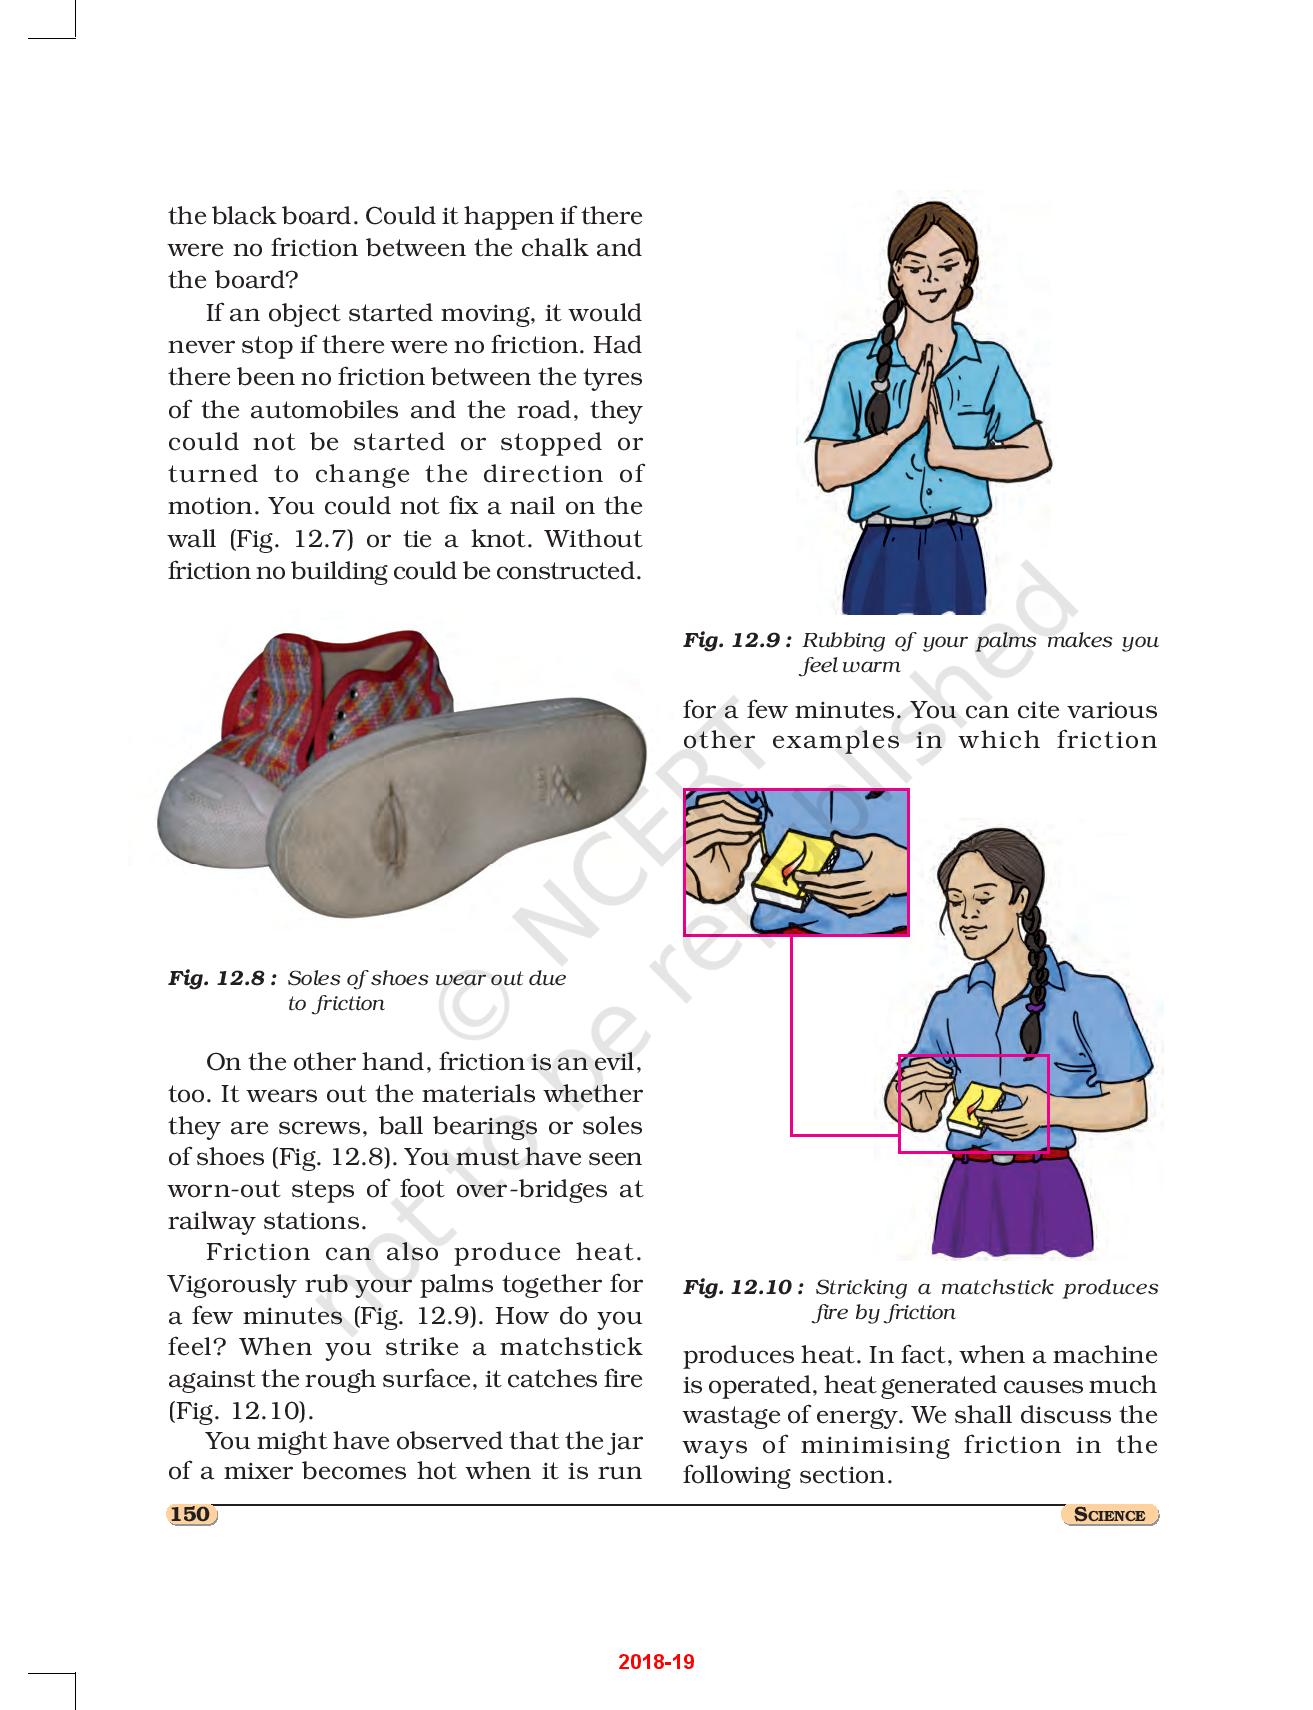 the black board. Could it happen if there
were no friction between the chalk and
the board?
If an object started moving, it would
never stop if there were no friction. Had
there been no friction between the tyres
of the automobiles and the road, they
could not be started or stopped or
turned to change the direction of
motion. You could not fix a nail on the
wall (Fig. 12.7) or tie a knot. Without
friction no building could be constructed.
Fig. 12.8 : Soles of shoes wear out due
to friction
On the other hand, friction is an evil,
too. It wears out the materials whether
they are screws, ball bearings or soles
of shoes (Fig. 12.8). You must have seen
worn-out steps of foot over-bridges at
railway stations.
Friction can also produce heat.
Vigorously rub your palms together for
a few minutes (Fig. 12.9). How do you
feel? When you strike a matchstick
against the rough surface, it catches fire
(Fig. 12.10).
You might have observed that the jar
of a mixer becomes hot when it is run
Fig. 12.9 : Rubbing of your palms makes you
feel warm
for a few minutes. You can cite various
other examples in which friction
Fig. 12.10 : Stricking a matchstick produces
fire by friction
produces heat. In fact, when a machine
is operated, heat generated causes much
wastage of energy. We shall discuss the
ways of minimising friction in the
following section.
© NCERT
not to be republished
150
SCIENCE
2018-19